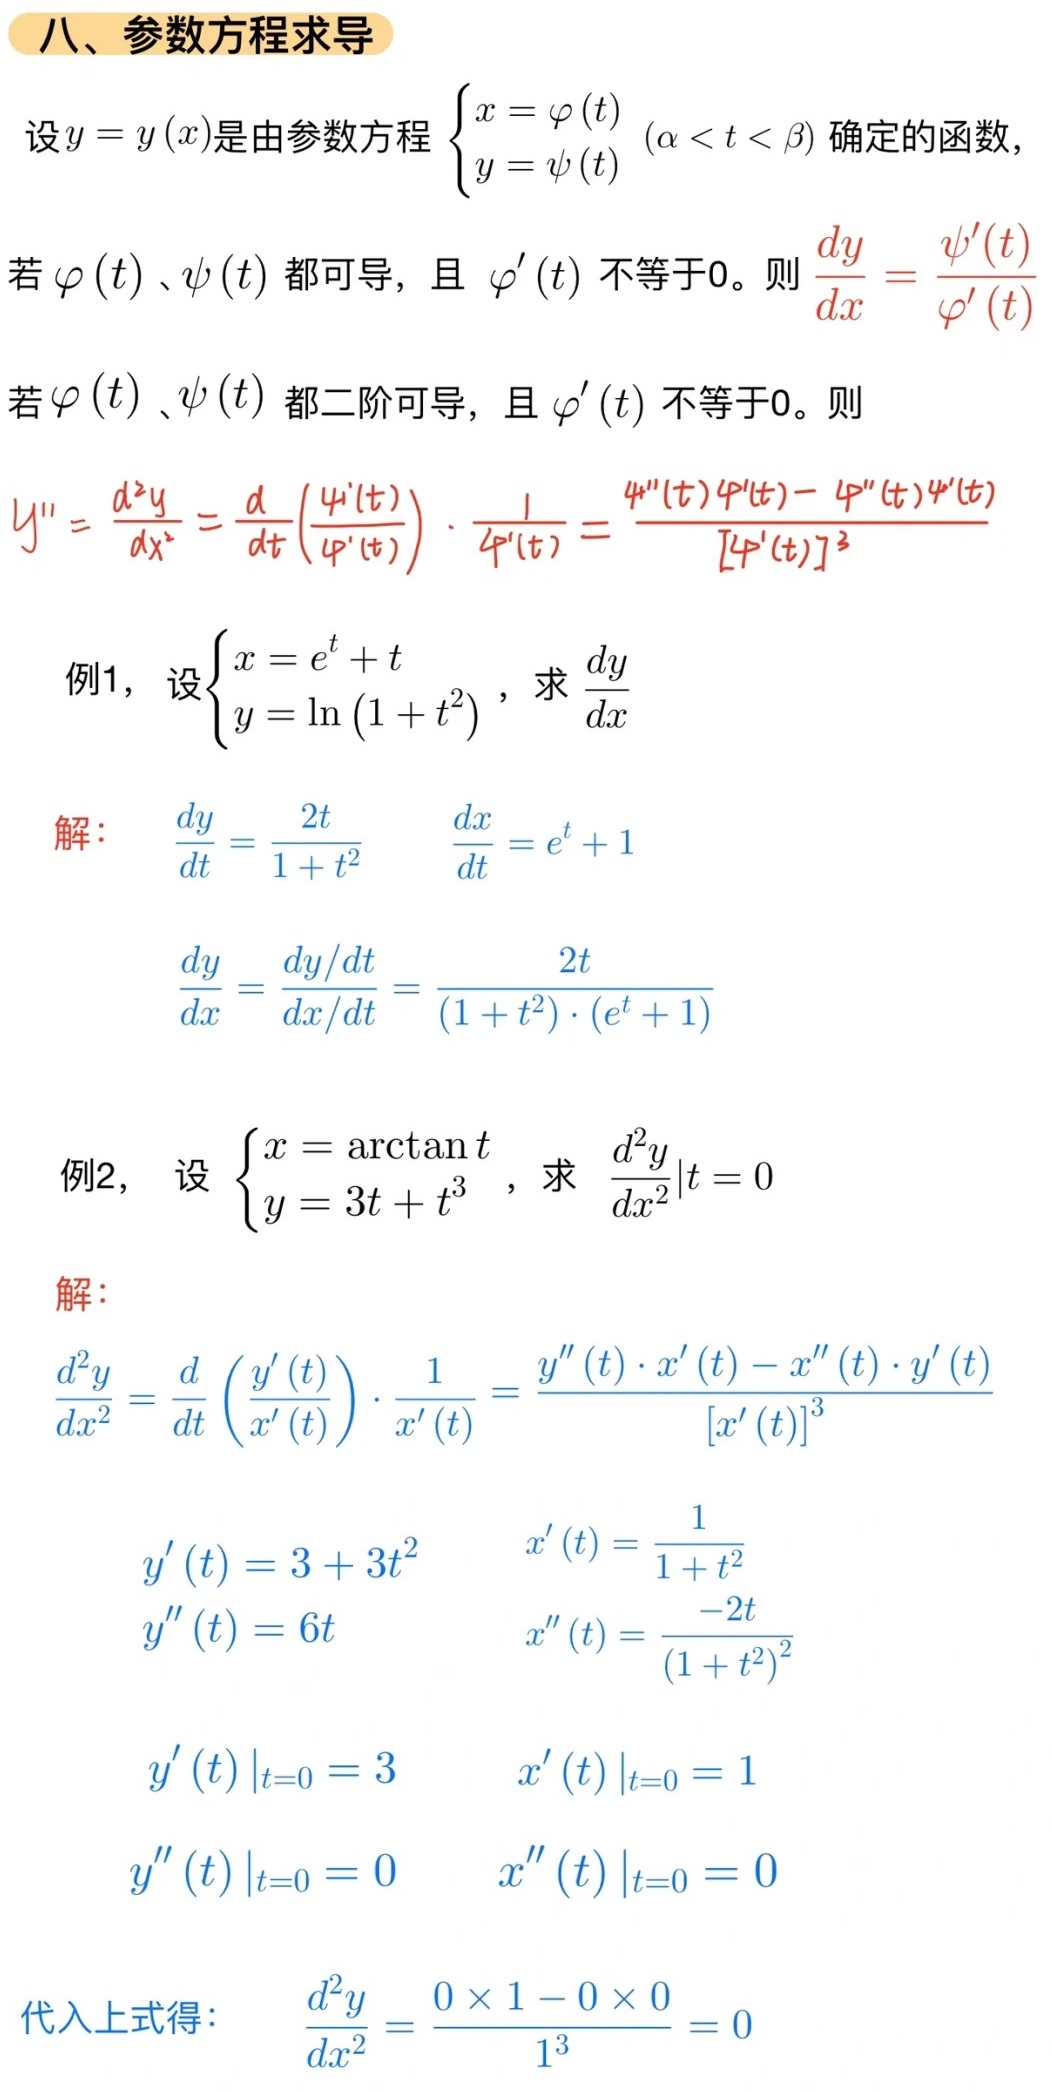 八、参数方程求导
设 y = y (x)是由参数方程 { x = φ (t) y = ψ (t) (α < t < β) 确定的函数，
若 φ (t) 、ψ (t) 都可导，且 φ′ (t) 不等于0。则 dy/dx = ψ′(t)/φ′ (t)
若 φ (t) 、ψ (t) 都二阶可导，且 φ′ (t) 不等于0。则
y'' = d²y/dx² = d/dt (ψ'(t)/φ'(t)) · 1/φ'(t) = ψ''(t)φ'(t) − φ''(t)ψ'(t)/[φ'(t)]³
例1， 设 { x = eᵗ + t y = ln (1 + t²) ，求 dy/dx
解： dy/dt = 2t/1 + t² dx/dt = eᵗ + 1
dy/dx = dy/dt/dx/dt = 2t/(1 + t²) · (eᵗ + 1)
例2， 设 { x = arctan t y = 3t + t³ ，求 d²y/dx² |t = 0
解：
d²y/dx² = d/dt (y′ (t)/x′ (t)) · 1/x′ (t) = y″ (t) · x′ (t) − x″ (t) · y′ (t)/[x′ (t)]³
y′ (t) = 3 + 3t² x′ (t) = 1/1 + t²
y″ (t) = 6t x″ (t) = −2t/(1 + t²)²
y′ (t) |t=0 = 3 x′ (t) |t=0 = 1
y″ (t) |t=0 = 0 x″ (t) |t=0 = 0
代入上式得： d²y/dx² = 0 × 1 − 0 × 0/1³ = 0